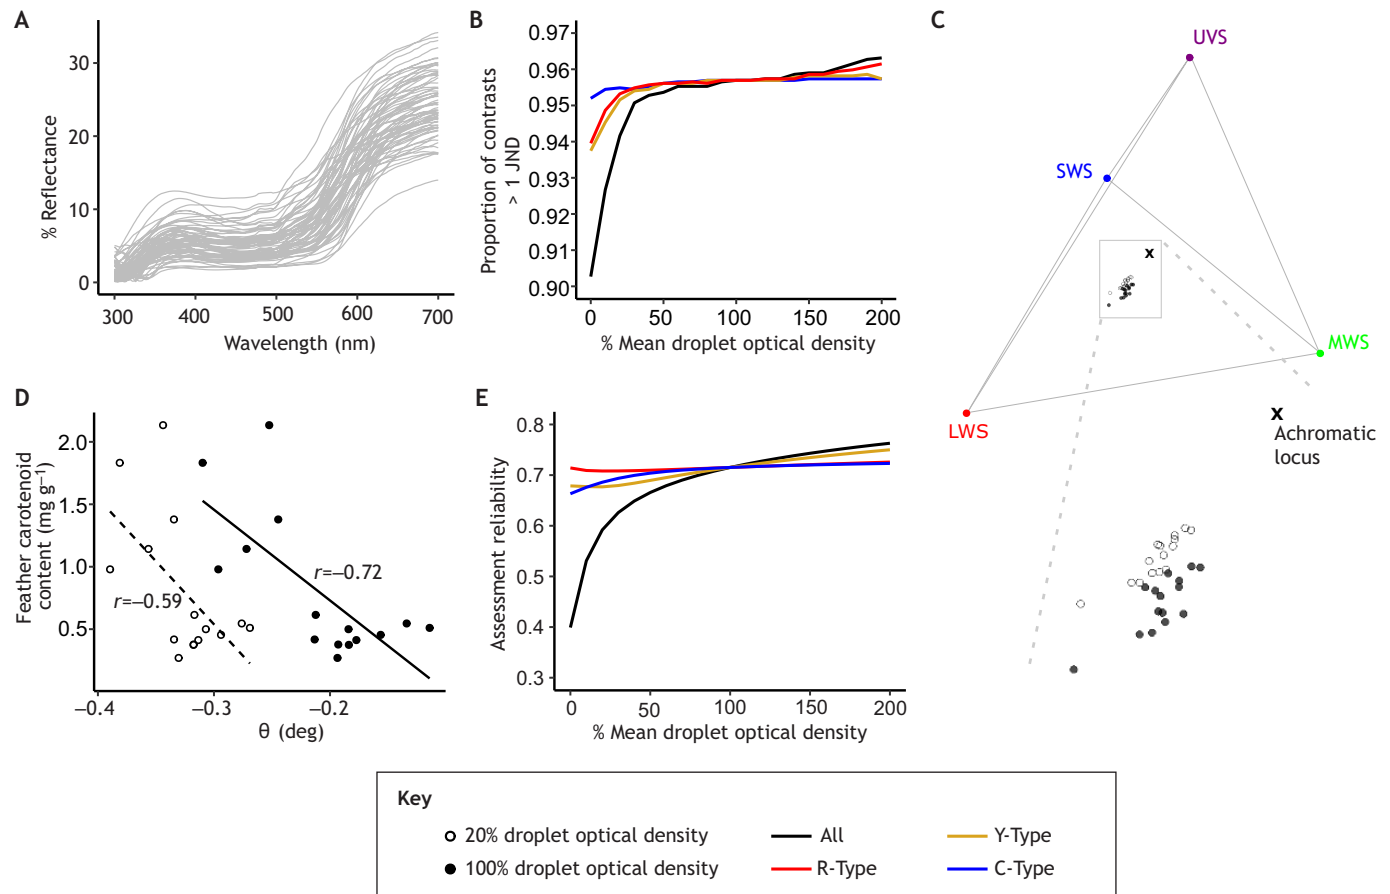 A
% Reflectance
30
20
10
0
300
400
500
600
700
Wavelength (nm)
B
Proportion of contrasts
> 1 JND
0.97
0.96
0.95
0.94
0.93
0.92
0.91
0.90
0
50
100
150
200
% Mean droplet optical density
C
UVS
SWS
MWS
LWS
x
x
Achromatic
locus
D
Feather carotenoid
content (mg g–1)
2.0
1.5
1.0
0.5
r=–0.72
r=–0.59
–0.4
–0.3
–0.2
θ (deg)
E
Assessment reliability
0.8
0.7
0.6
0.5
0.4
0.3
0
50
100
150
200
% Mean droplet optical density
Key
20% droplet optical density
All
Y-Type
100% droplet optical density
R-Type
C-Type